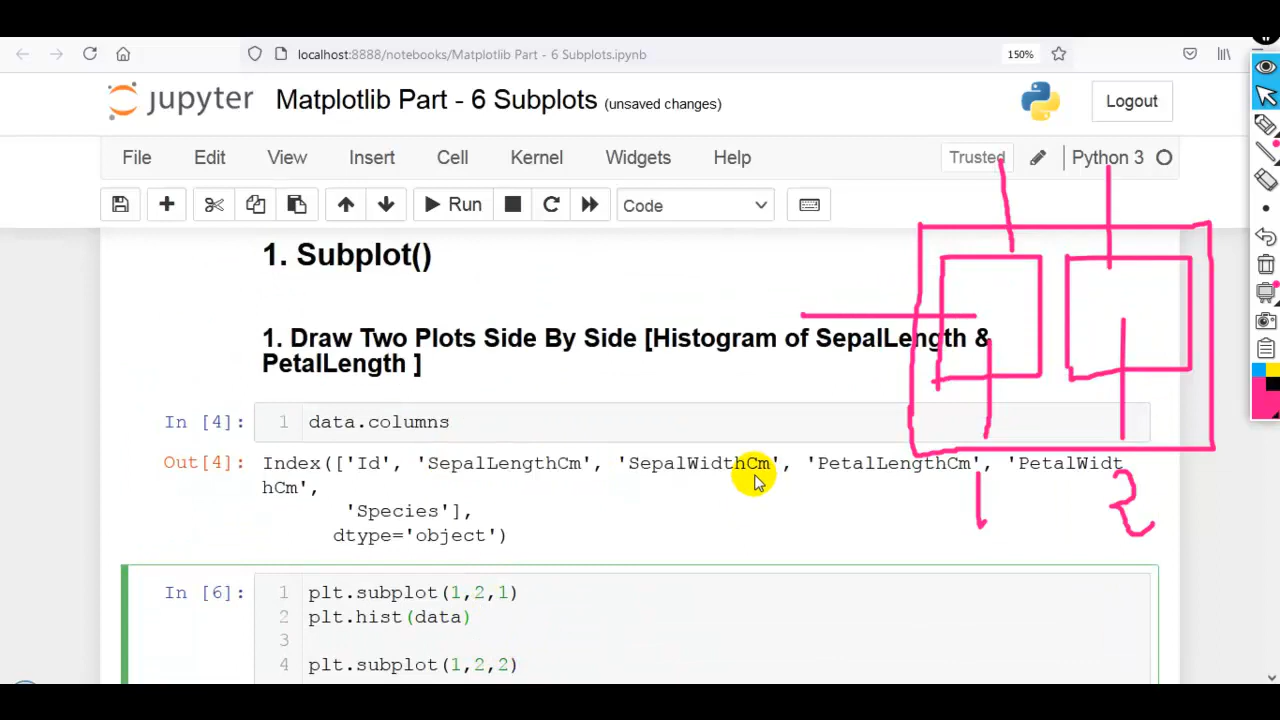 localhost:8888/notebooks/Matplotlib Part - 6 Subplots.ipynb
150%
jupyter Matplotlib Part - 6 Subplots (unsaved changes)
Logout
File Edit View Insert Cell Kernel Widgets Help
Trusted Python 3
Run Code
1. Subplot()
1. Draw Two Plots Side By Side [Histogram of SepalLength &
PetalLength ]
In [4]: 1 data.columns
Out[4]: Index(['Id', 'SepalLengthCm', 'SepalWidthCm', 'PetalLengthCm', 'PetalWidt
hCm',
'Species'],
dtype='object')
1 2
In [6]: 1 plt.subplot(1,2,1)
2 plt.hist(data)
3
4 plt.subplot(1,2,2)